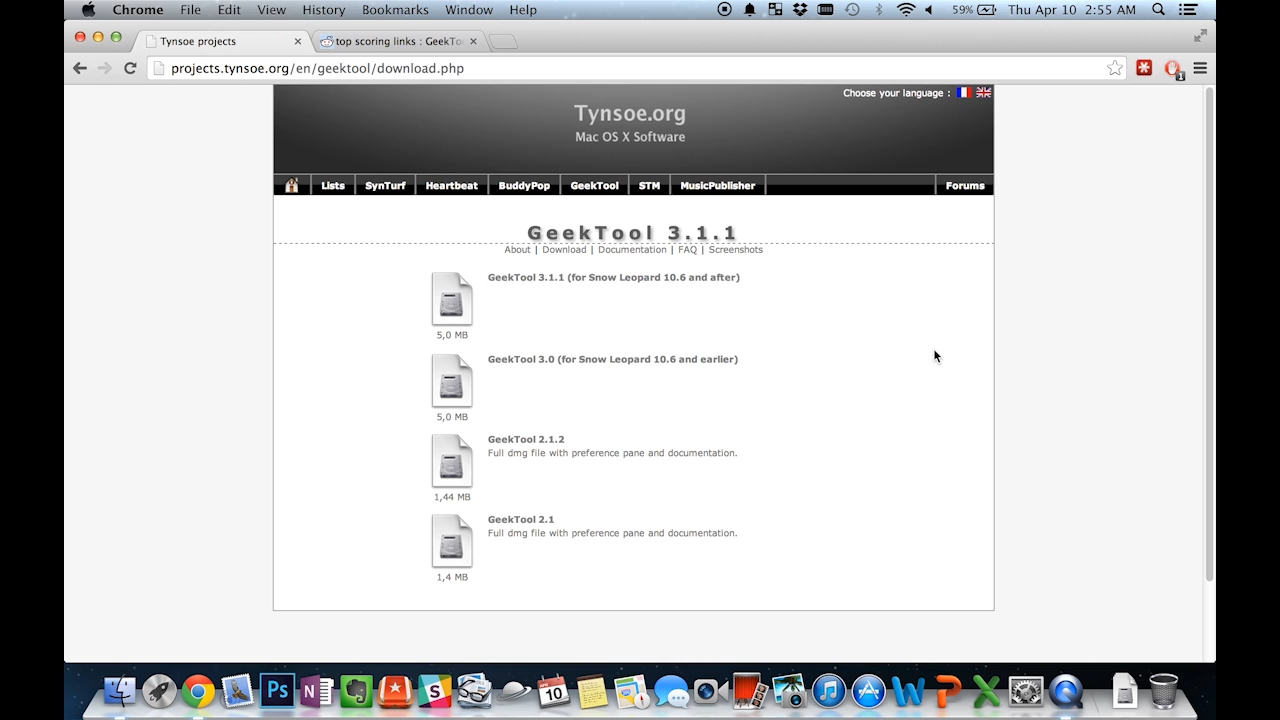 Chrome File Edit View History Bookmarks Window Help 59% Thu Apr 10 2:55 AM
Tynsoe projects
top scoring links : GeekTo
projects.tynsoe.org/en/geektool/download.php
1
Choose your language :
Tynsoe.org
Mac OS X Software
Lists SynTurf Heartbeat BuddyPop GeekTool STM MusicPublisher Forums
GeekTool 3.1.1
About | Download | Documentation | FAQ | Screenshots
GeekTool 3.1.1 (for Snow Leopard 10.6 and after)
5,0 MB
GeekTool 3.0 (for Snow Leopard 10.6 and earlier)
5,0 MB
GeekTool 2.1.2
Full dmg file with preference pane and documentation.
1,44 MB
GeekTool 2.1
Full dmg file with preference pane and documentation.
1,4 MB
Ps N S 10 W P X